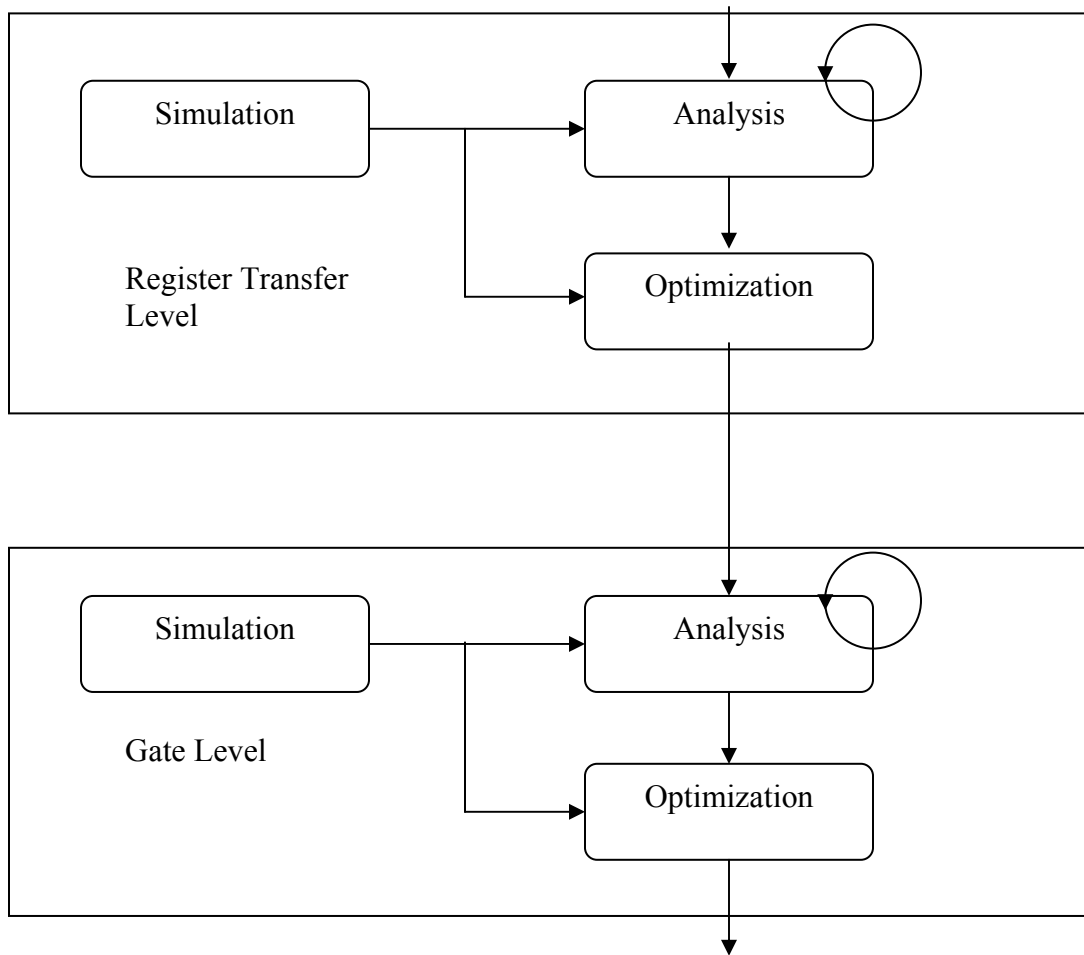 Simulation
Analysis
Register Transfer
Level
Optimization
Simulation
Analysis
Gate Level
Optimization